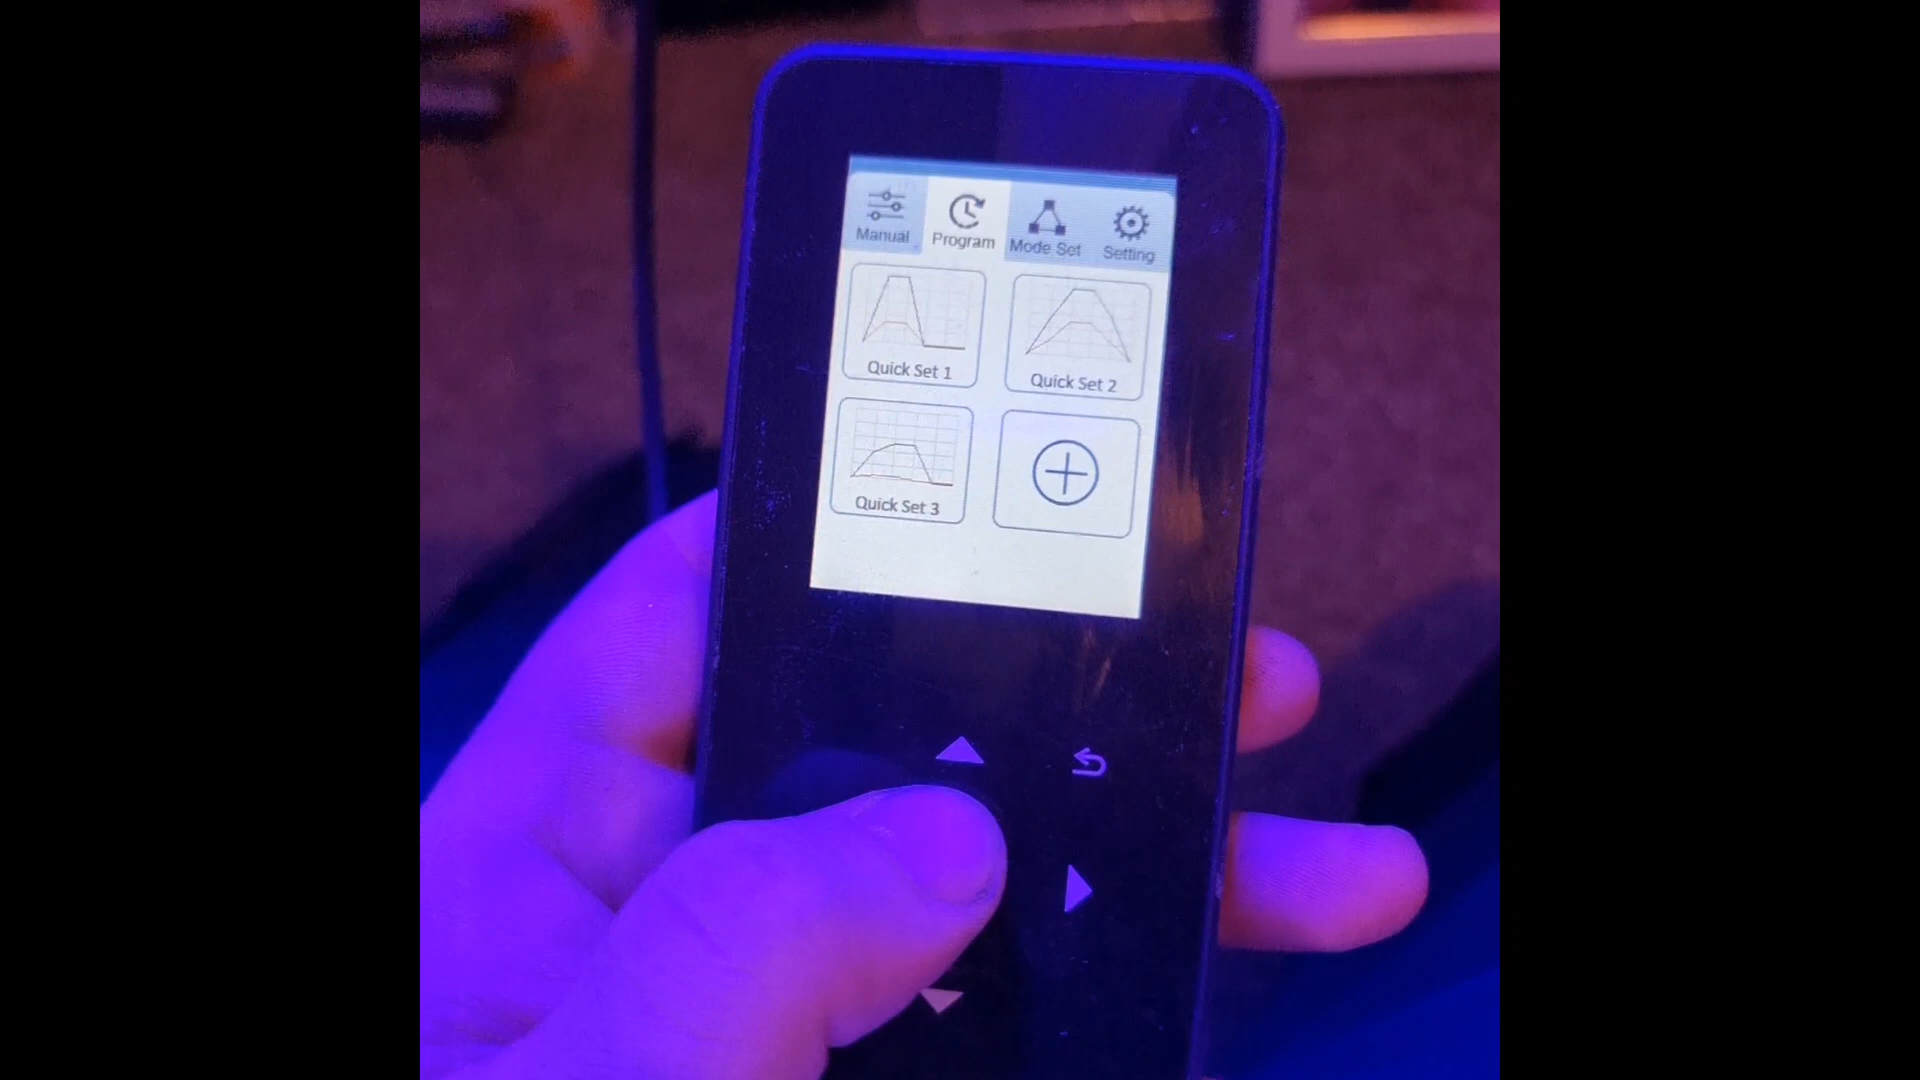 Manual
Program
Mode Set
Setting
Quick Set 1
Quick Set 2
Quick Set 3